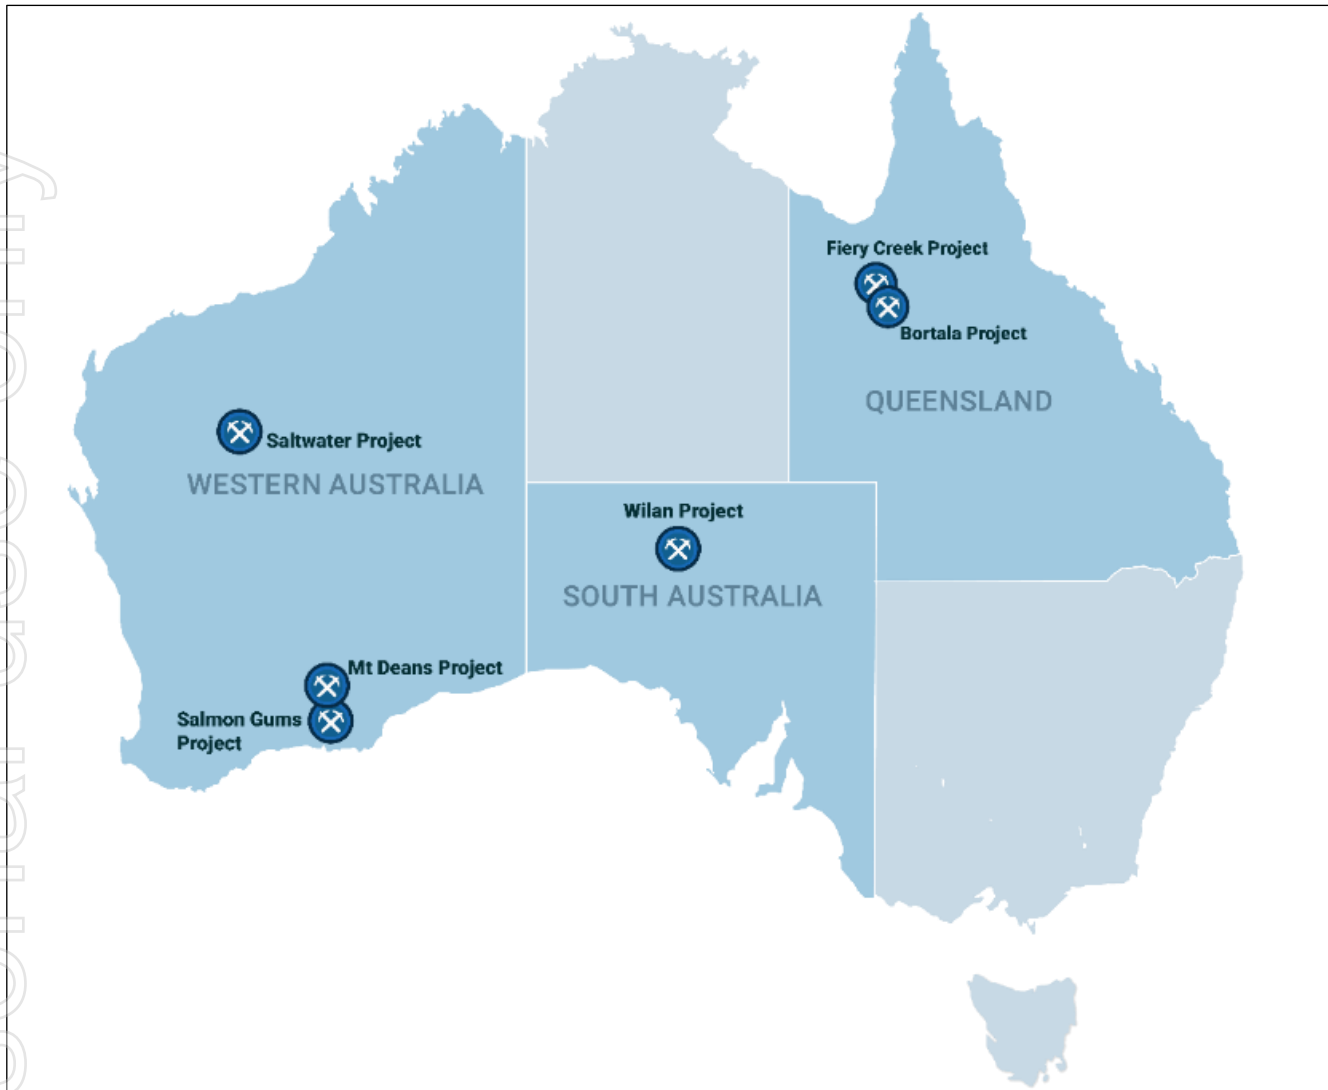 Fiery Creek Project
Bortala Project
QUEENSLAND
Saltwater Project
WESTERN AUSTRALIA
Wilan Project
SOUTH AUSTRALIA
Mt Deans Project
Salmon Gums
Project